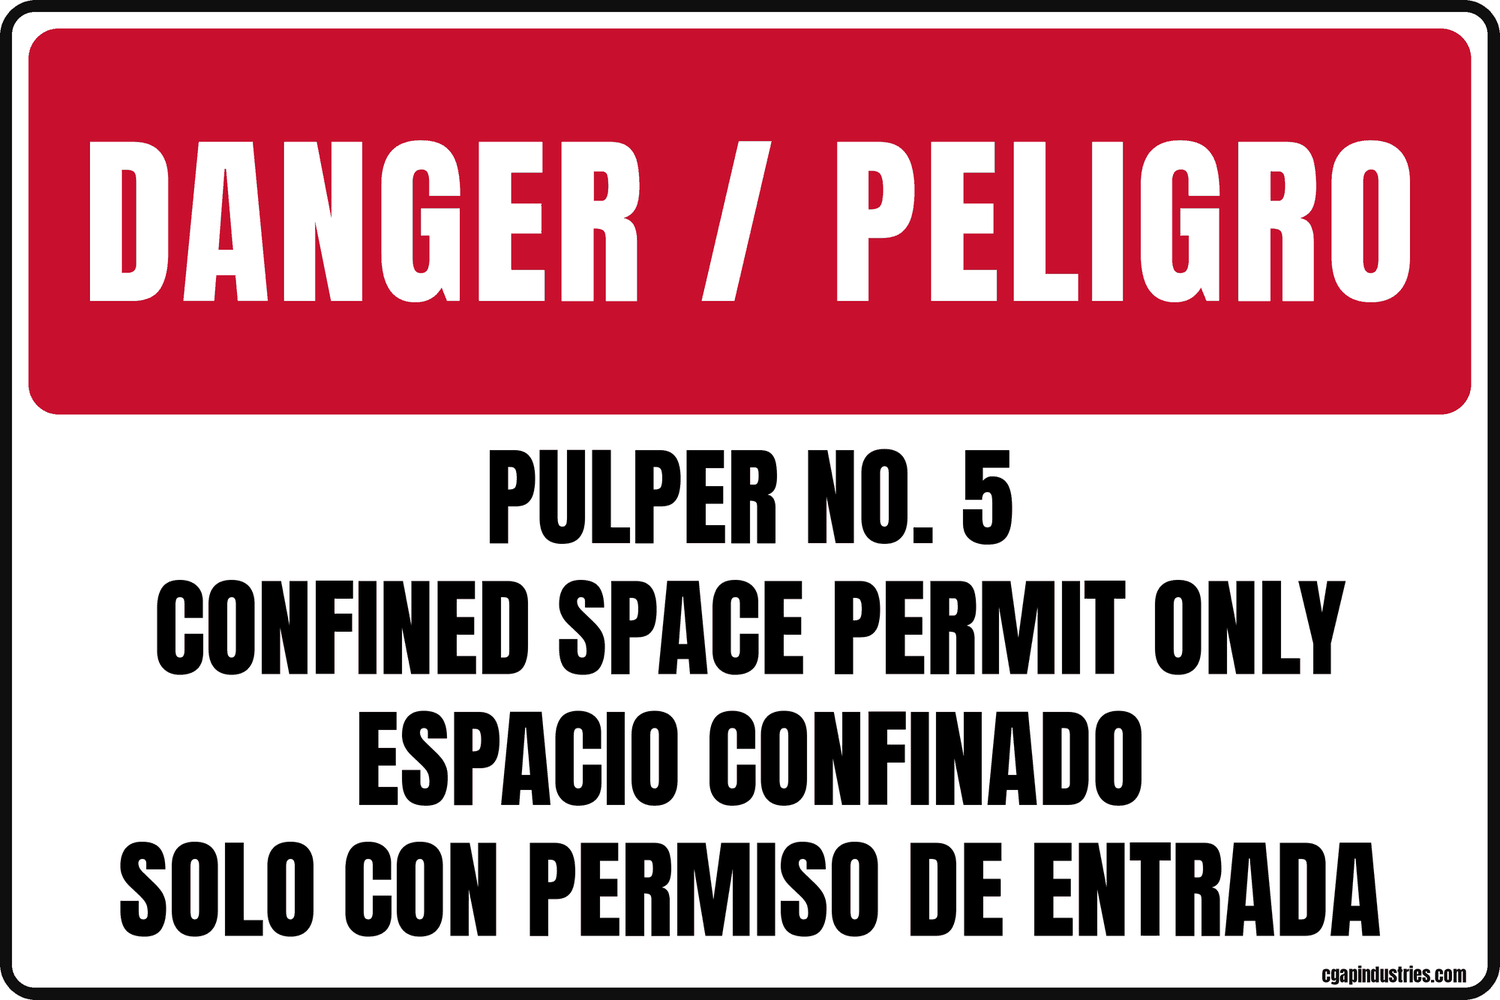 DANGER / PELIGRO
PULPER NO. 5
CONFINED SPACE PERMIT ONLY
ESPACIO CONFINADO
SOLO CON PERMISO DE ENTRADA
cgapindustries.com